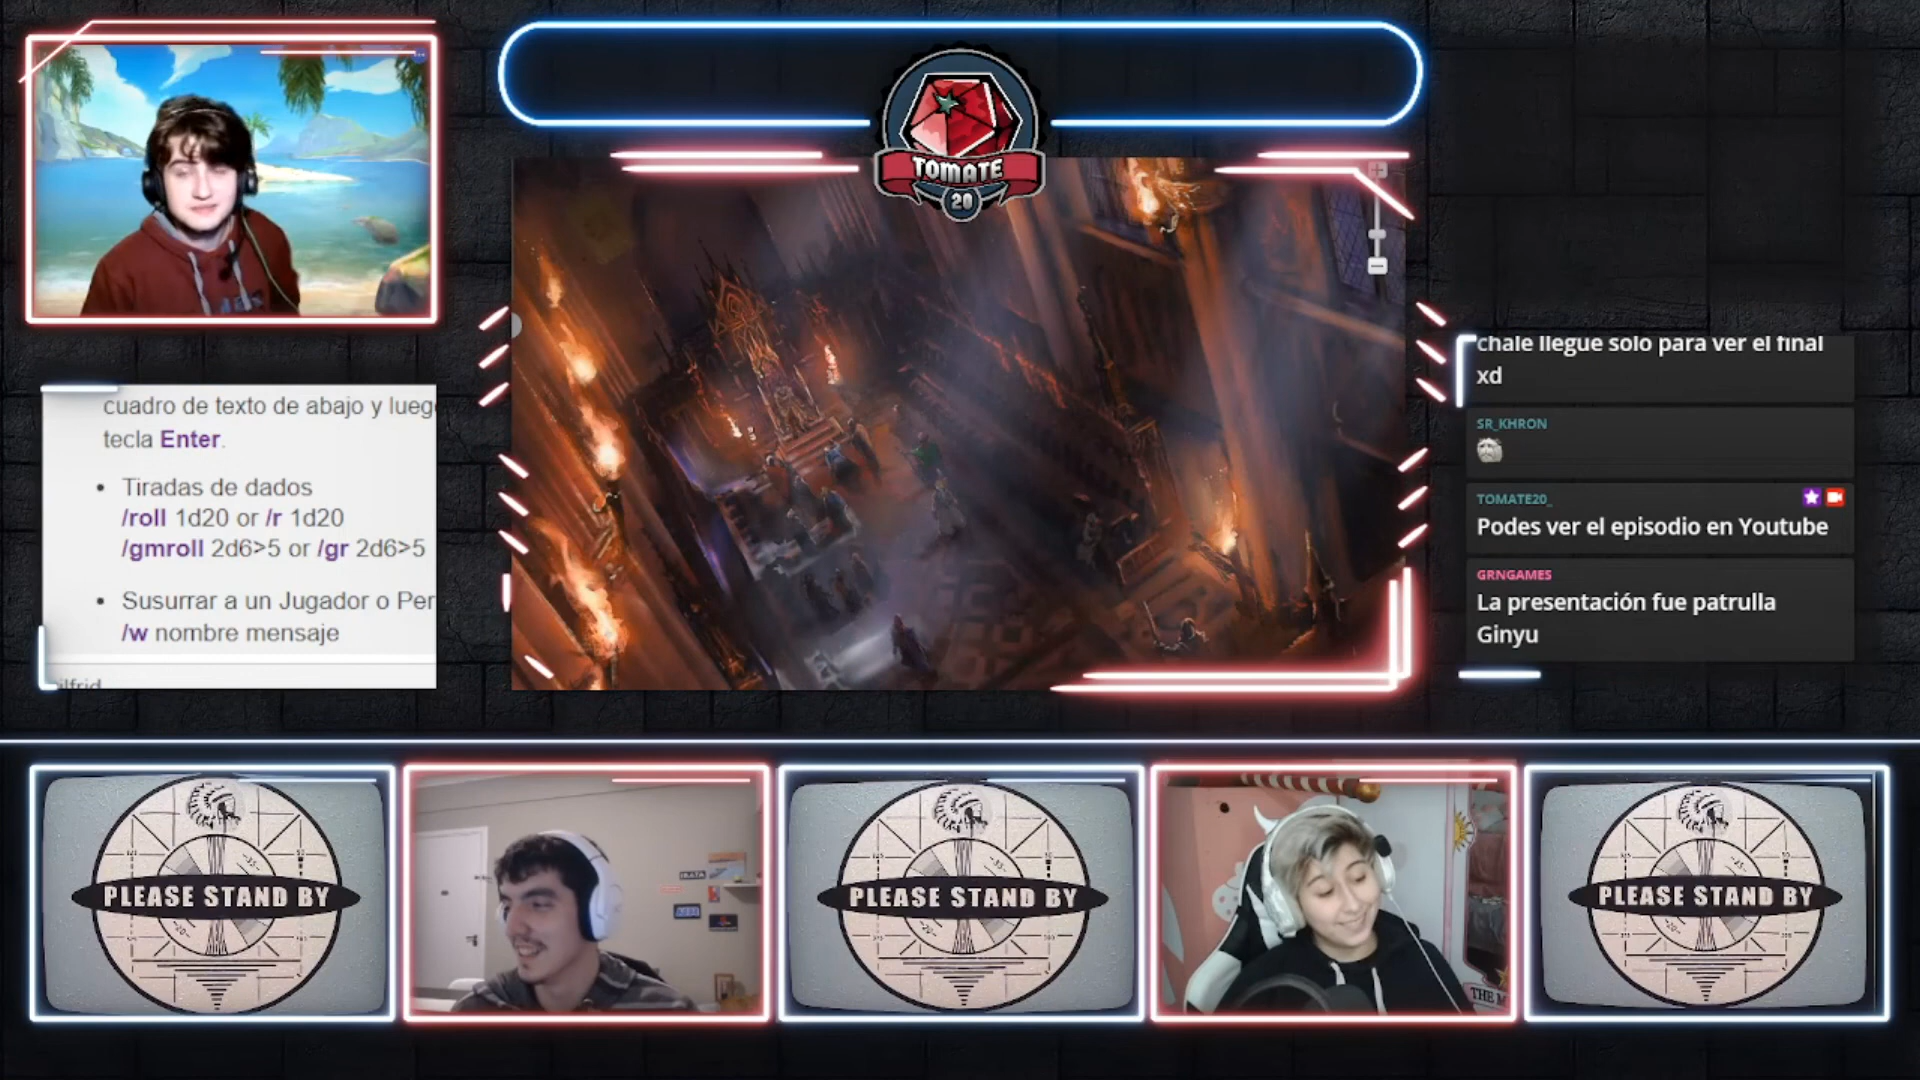 TOMATE
20
cuadro de texto de abajo y lueg
tecla Enter.
• Tiradas de dados
/roll 1d20 or /r 1d20
/gmroll 2d6>5 or /gr 2d6>5
• Susurrar a un Jugador o Per
/w nombre mensaje
ilfrid
chale llegue solo para ver el final
xd
SR_KHRON
TOMATE20_
Podes ver el episodio en Youtube
GRNGAMES
La presentación fue patrulla
Ginyu
PLEASE STAND BY
PLEASE STAND BY
THE M
PLEASE STAND BY